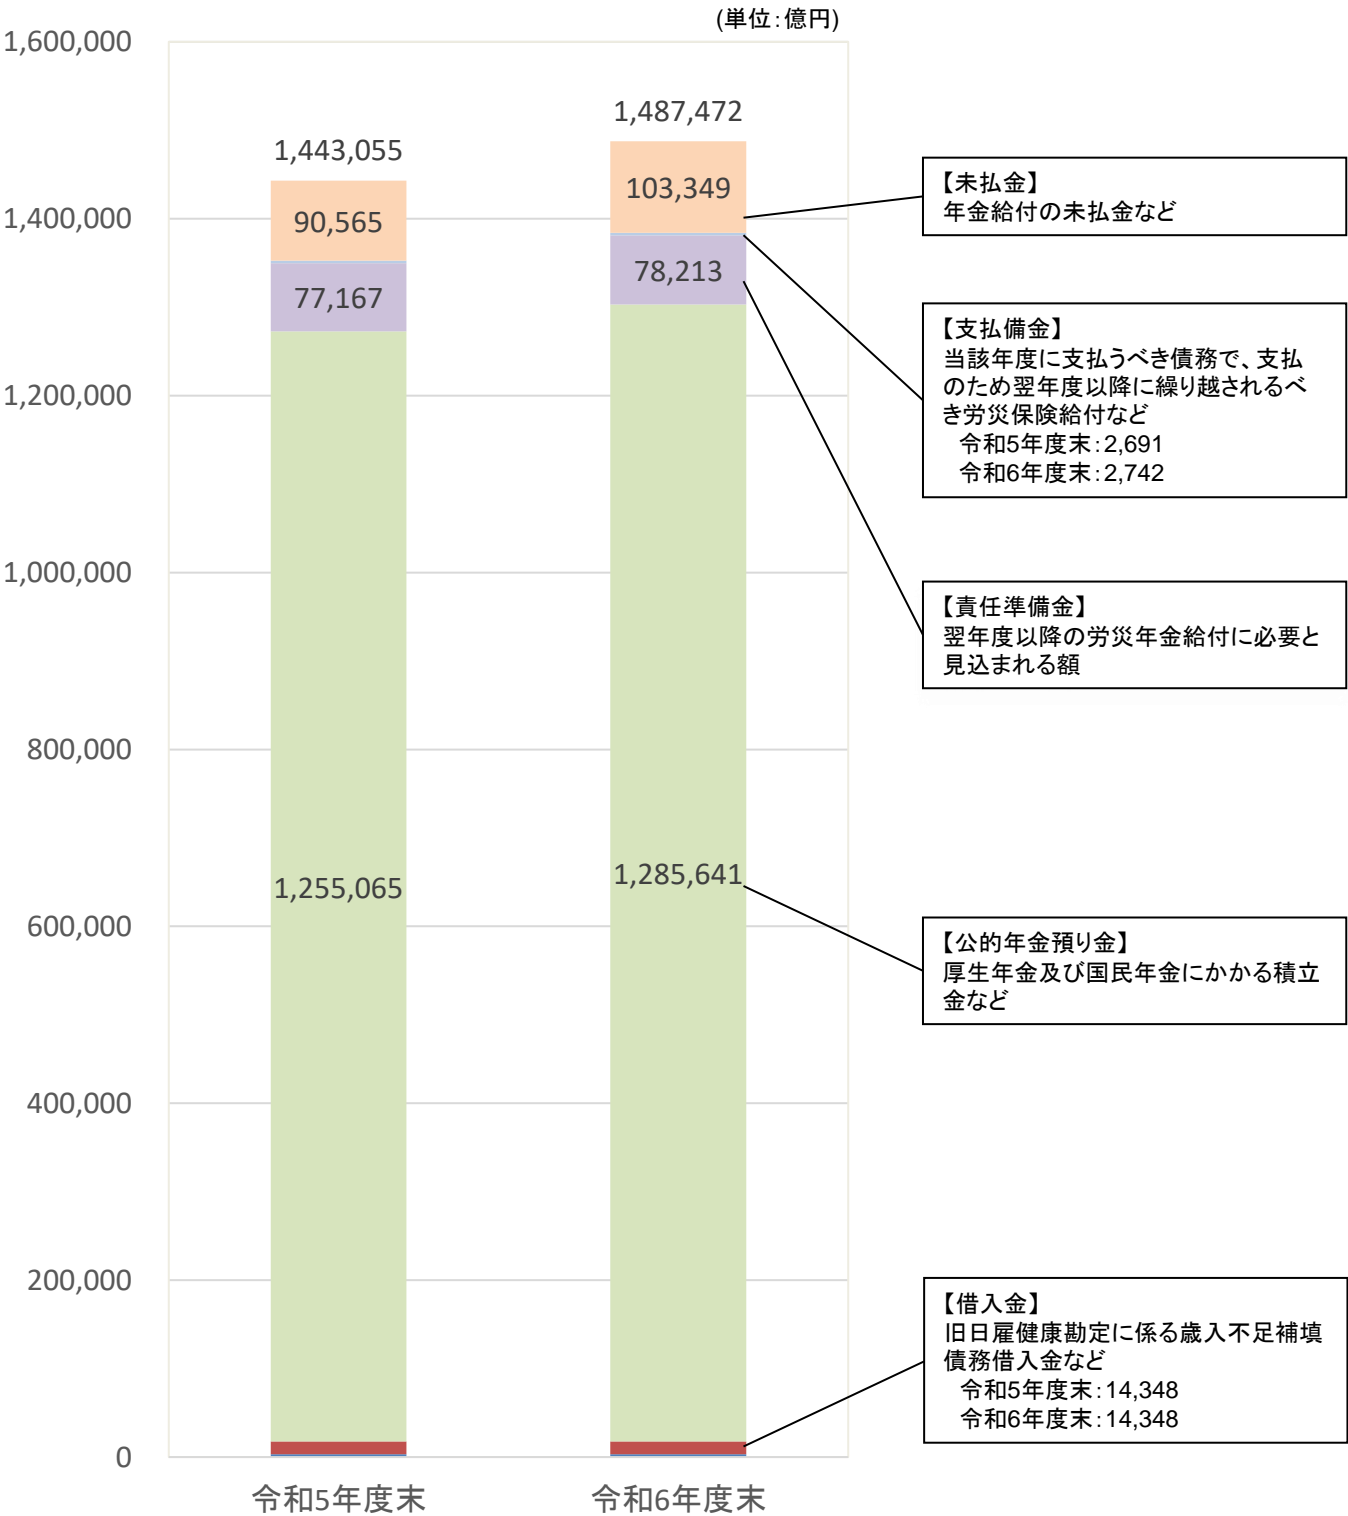 (単位:億円)
1,600,000
1,400,000
1,200,000
1,000,000
800,000
600,000
400,000
200,000
0
1,443,055
90,565
77,167
1,255,065
令和5年度末
1,487,472
103,349
78,213
1,285,641
令和6年度末
【未払金】
年金給付の未払金など
【支払備金】
当該年度に支払うべき債務で、支払
のため翌年度以降に繰り越されるべ
き労災保険給付など
令和5年度末:2,691
令和6年度末:2,742
【責任準備金】
翌年度以降の労災年金給付に必要と
見込まれる額
【公的年金預り金】
厚生年金及び国民年金にかかる積立
金など
【借入金】
旧日雇健康勘定に係る歳入不足補填
債務借入金など
令和5年度末:14,348
令和6年度末:14,348